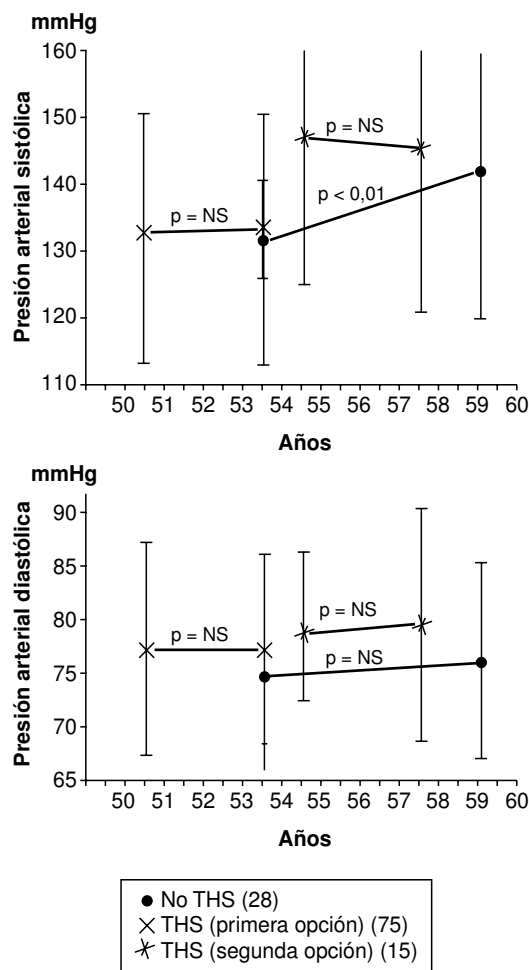 mmHg
160
150
140
130
120
110
Presión arterial sistólica
p = NS
p = NS
p < 0,01
50 51 52 53 54 55 56 57 58 59 60
Años
mmHg
90
85
80
75
70
65
Presión arterial diastólica
p = NS
p = NS
p = NS
50 51 52 53 54 55 56 57 58 59 60
Años
No THS (28)
THS (primera opción) (75)
THS (segunda opción) (15)